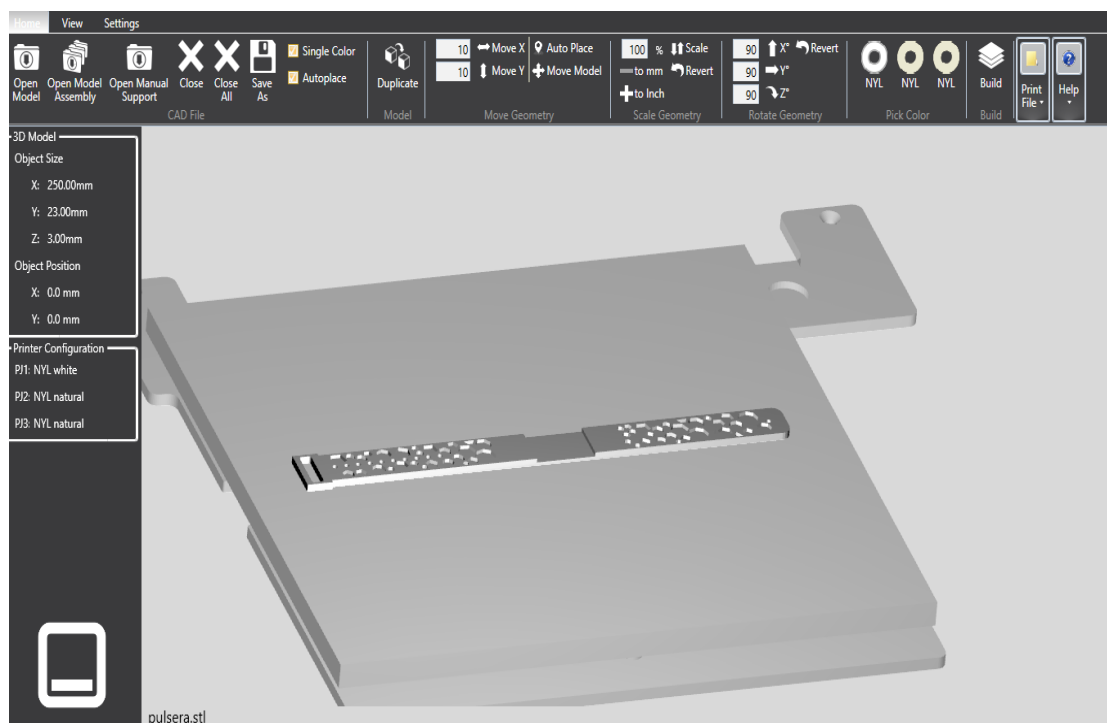 Home View Settings
Open Model
Open Model Assembly
Open Manual Support
Close
Close All
Save As
Single Color
Autoplace
CAD File
Duplicate
Model
10 Move X
10 Move Y
Auto Place
Move Model
Move Geometry
100 % Scale
to mm Revert
to Inch
Scale Geometry
90 X° Revert
90 Y°
90 Z°
Rotate Geometry
NYL NYL NYL
Pick Color
Build
Build
Print File
Help
3D Model
Object Size
X: 250.00mm
Y: 23.00mm
Z: 3.00mm
Object Position
X: 0.0 mm
Y: 0.0 mm
Printer Configuration
PJ1: NYL white
PJ2: NYL natural
PJ3: NYL natural
pulsera.stl